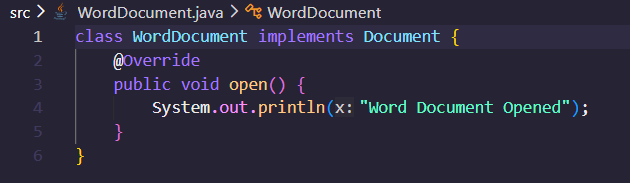 src > WordDocument.java > WordDocument
1 class WordDocument implements Document {
2 @Override
3 public void open() {
4 System.out.println(x: "Word Document Opened");
5 }
6 }